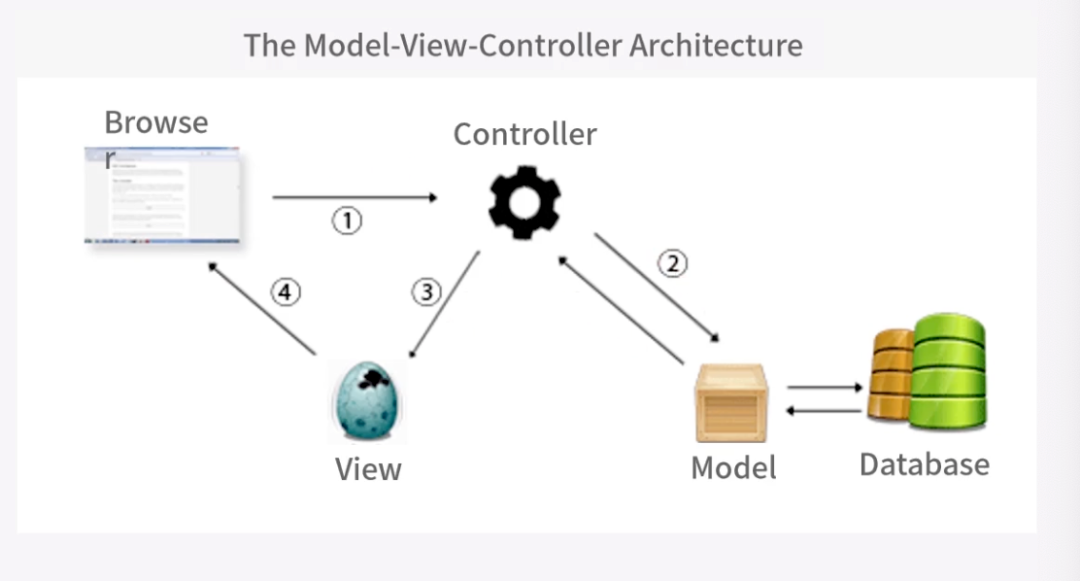 The Model-View-Controller Architecture
Browse
r
Controller
①
②
③
④
View
Model
Database